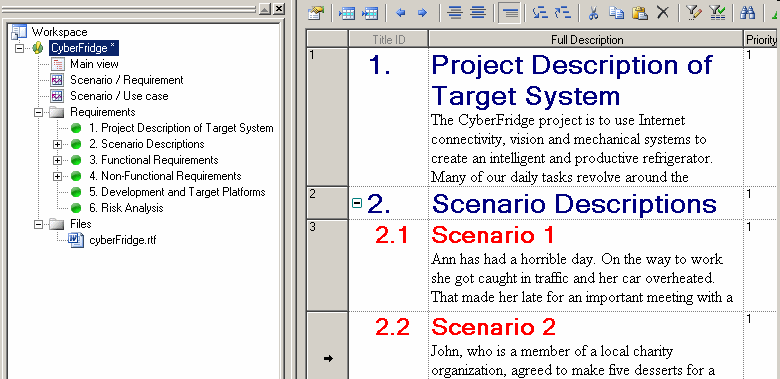 Workspace
CyberFridge *
Main view
Scenario / Requirement
Scenario / Use case
Requirements
1. Project Description of Target System
2. Scenario Descriptions
3. Functional Requirements
4. Non-Functional Requirements
5. Development and Target Platforms
6. Risk Analysis
Files
cyberFridge.rtf
Title ID Full Description Priority
1 1. Project Description of 1
Target System
The CyberFridge project is to use Internet
connectivity, vision and mechanical systems to
create an intelligent and productive refrigerator.
Many of our daily tasks revolve around the
2 2. Scenario Descriptions 1
3 2.1 Scenario 1 1
Ann has had a horrible day. On the way to work
she got caught in traffic and her car overheated.
That made her late for an important meeting with a
2.2 Scenario 2 1
John, who is a member of a local charity
organization, agreed to make five desserts for a